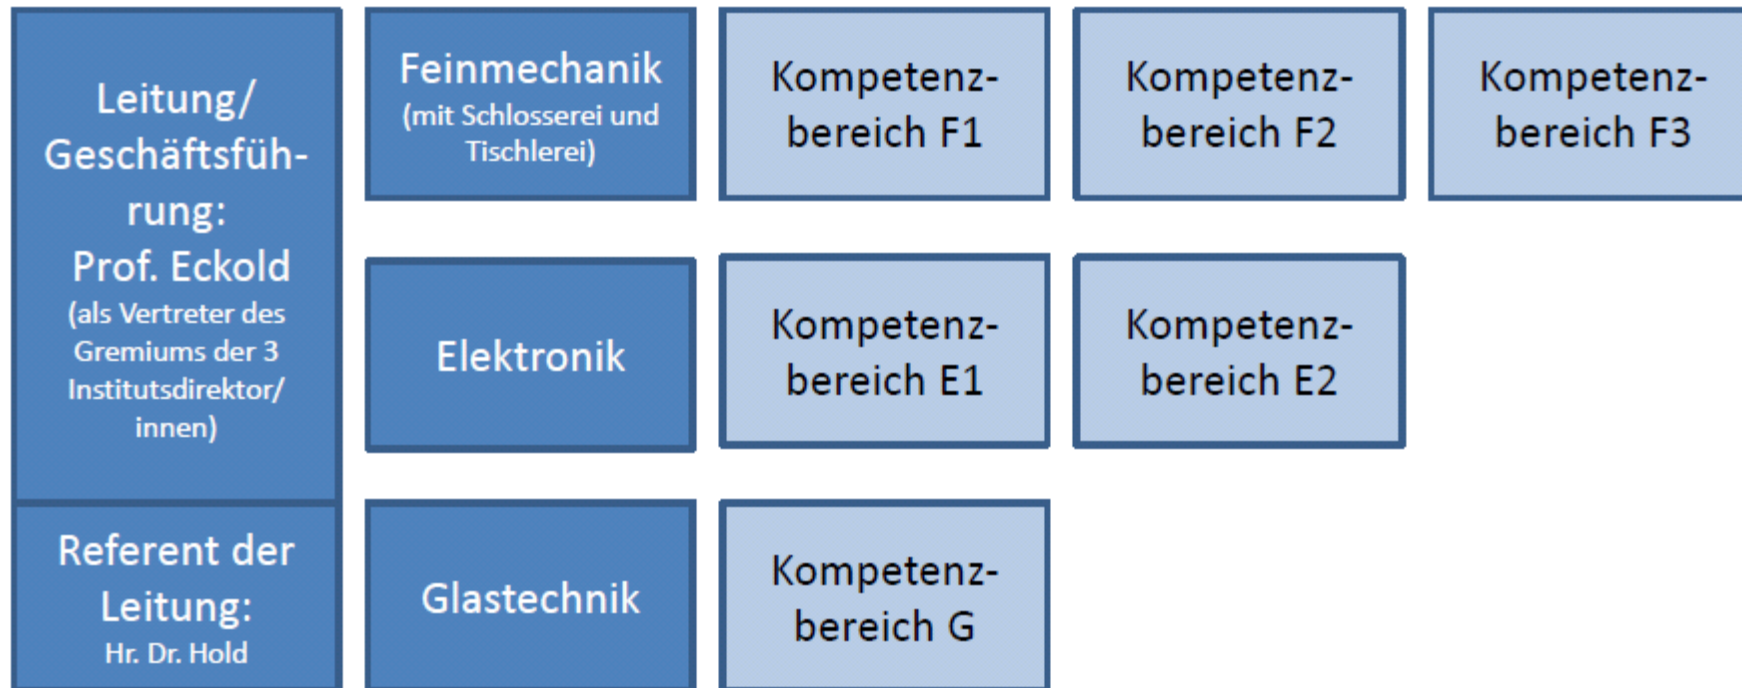 Leitung/
Geschäftsfüh-
rung:
Prof. Eckold
(als Vertreter des
Gremiums der 3
Institutsdirektor/
innen)
Referent der
Leitung:
Hr. Dr. Hold
Feinmechanik
(mit Schlosserei und
Tischlerei)
Kompetenz-
bereich F1
Kompetenz-
bereich F2
Kompetenz-
bereich F3
Elektronik
Kompetenz-
bereich E1
Kompetenz-
bereich E2
Glastechnik
Kompetenz-
bereich G